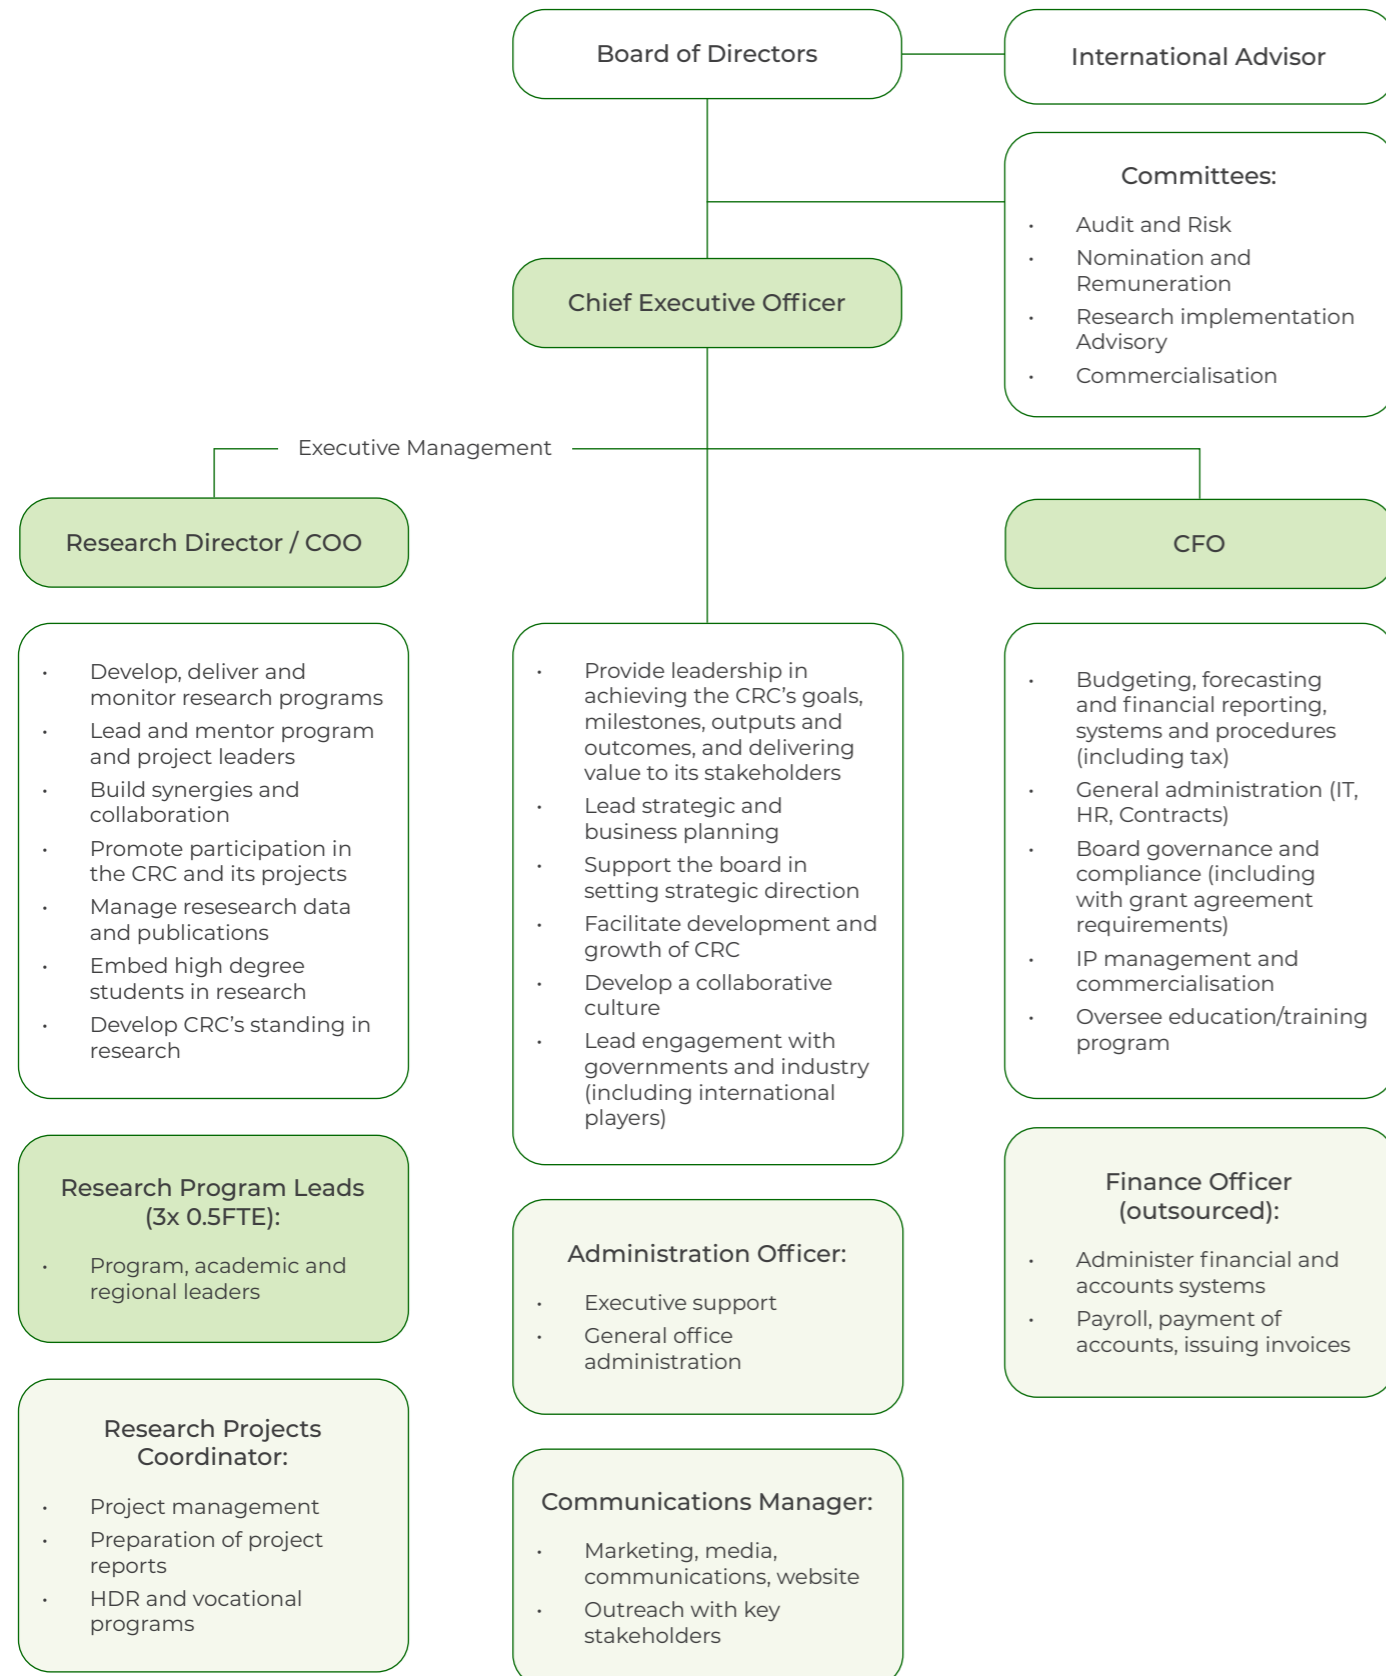 Board of Directors
International Advisor
Committees:
· Audit and Risk
· Nomination and
Remuneration
· Research implementation
Advisory
· Commercialisation
Chief Executive Officer
Executive Management
Research Director / COO
CFO
· Develop, deliver and
monitor research programs
· Lead and mentor program
and project leaders
· Build synergies and
collaboration
· Promote participation in
the CRC and its projects
· Manage resesearch data
and publications
· Embed high degree
students in research
· Develop CRC's standing in
research
· Provide leadership in
achieving the CRC's goals,
milestones, outputs and
outcomes, and delivering
value to its stakeholders
· Lead strategic and
business planning
· Support the board in
setting strategic direction
· Facilitate development and
growth of CRC
· Develop a collaborative
culture
· Lead engagement with
governments and industry
(including international
players)
· Budgeting, forecasting
and financial reporting,
systems and procedures
(including tax)
· General administration (IT,
HR, Contracts)
· Board governance and
compliance (including
with grant agreement
requirements)
· IP management and
commercialisation
· Oversee education/training
program
Research Program Leads
(3x 0.5FTE):
· Program, academic and
regional leaders
Administration Officer:
· Executive support
· General office
administration
Finance Officer
(outsourced):
· Administer financial and
accounts systems
· Payroll, payment of
accounts, issuing invoices
Research Projects
Coordinator:
· Project management
· Preparation of project
reports
· HDR and vocational
programs
Communications Manager:
· Marketing, media,
communications, website
· Outreach with key
stakeholders